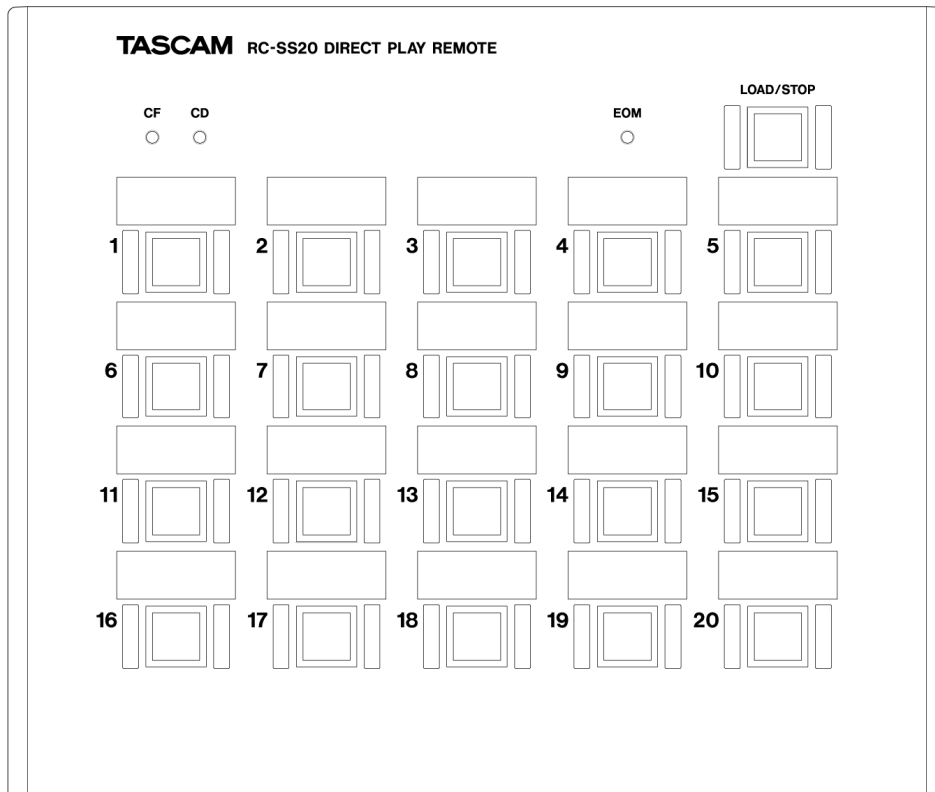 TASCAM RC-SS20 DIRECT PLAY REMOTE
LOAD/STOP
CF CD EOM
1 2 3 4 5
6 7 8 9 10
11 12 13 14 15
16 17 18 19 20